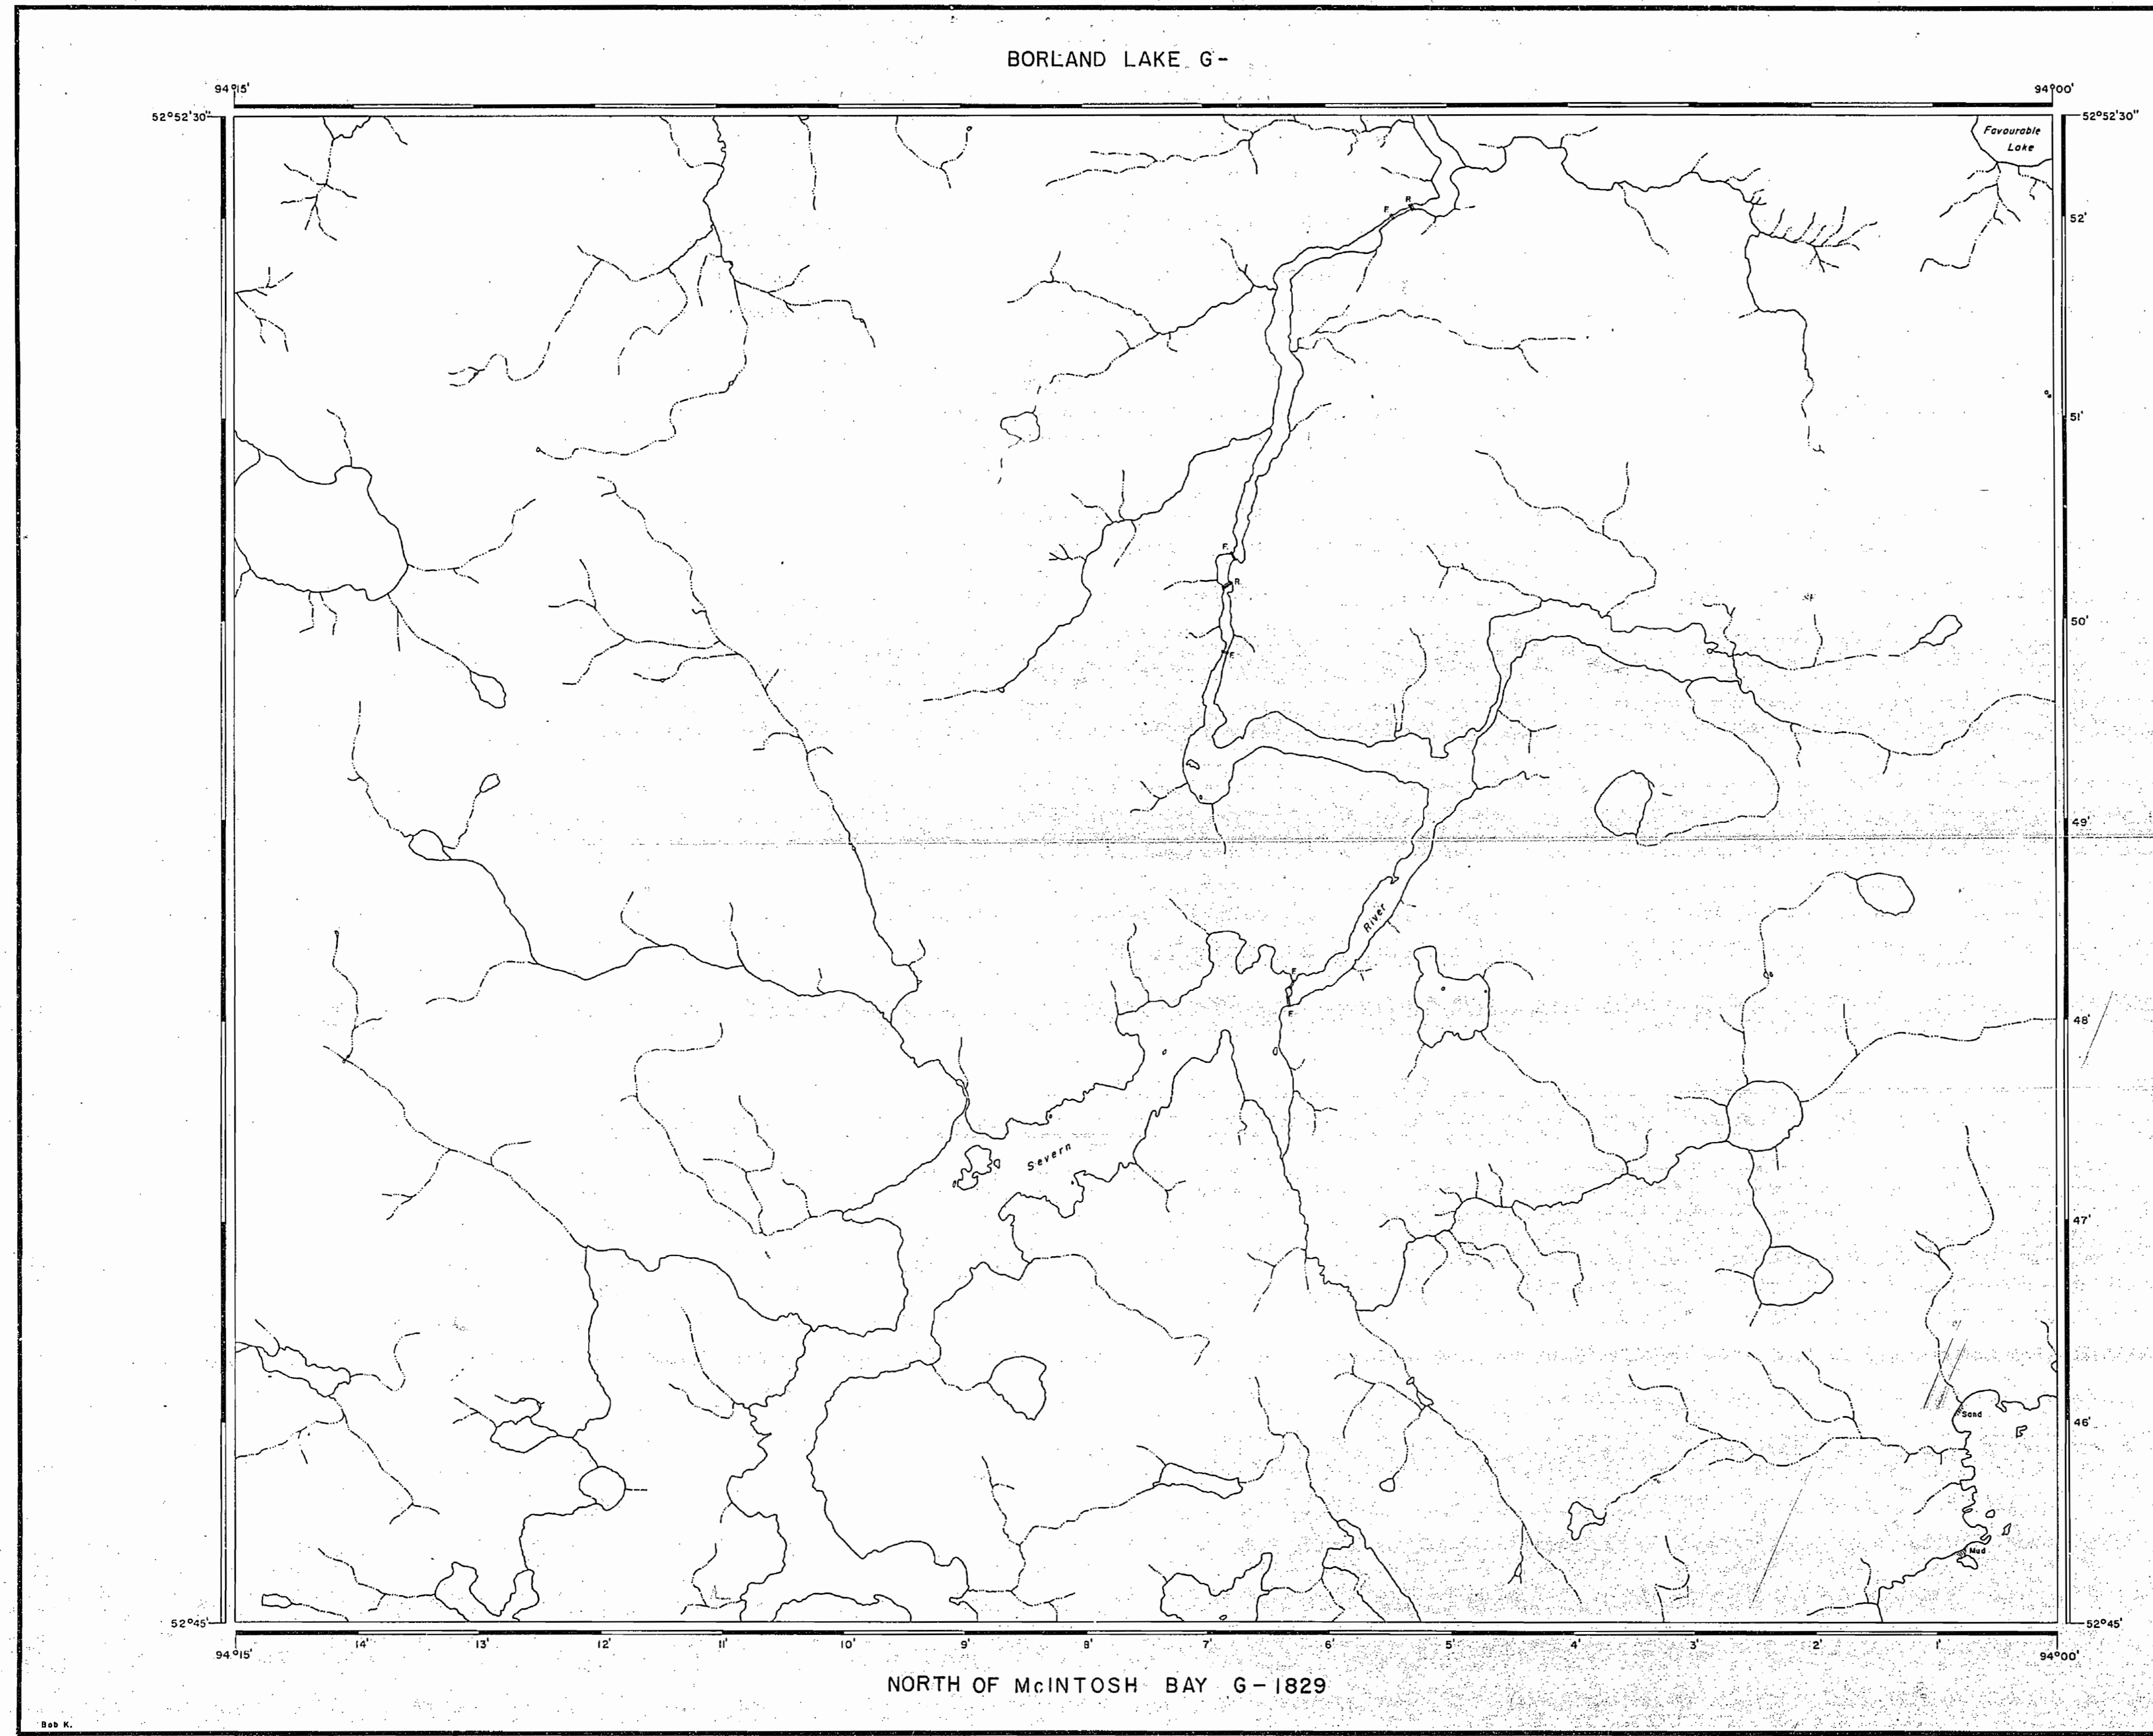 BORLAND LAKE G-
94°15'
94°00'
52°52'30"
52°52'30"
Favourable
Lake
52'
F.
R.
51'
F.
R.
50'
F.
49'
River
F.
F.
48'
Severn
47'
Sand
46'
Mud
52°45'
52°45'
14'
13'
12'
11'
10'
9'
8'
7'
6'
5'
4'
3'
2'
1'
94°15'
94°00'
NORTH OF McINTOSH BAY G-1829
Bob K.